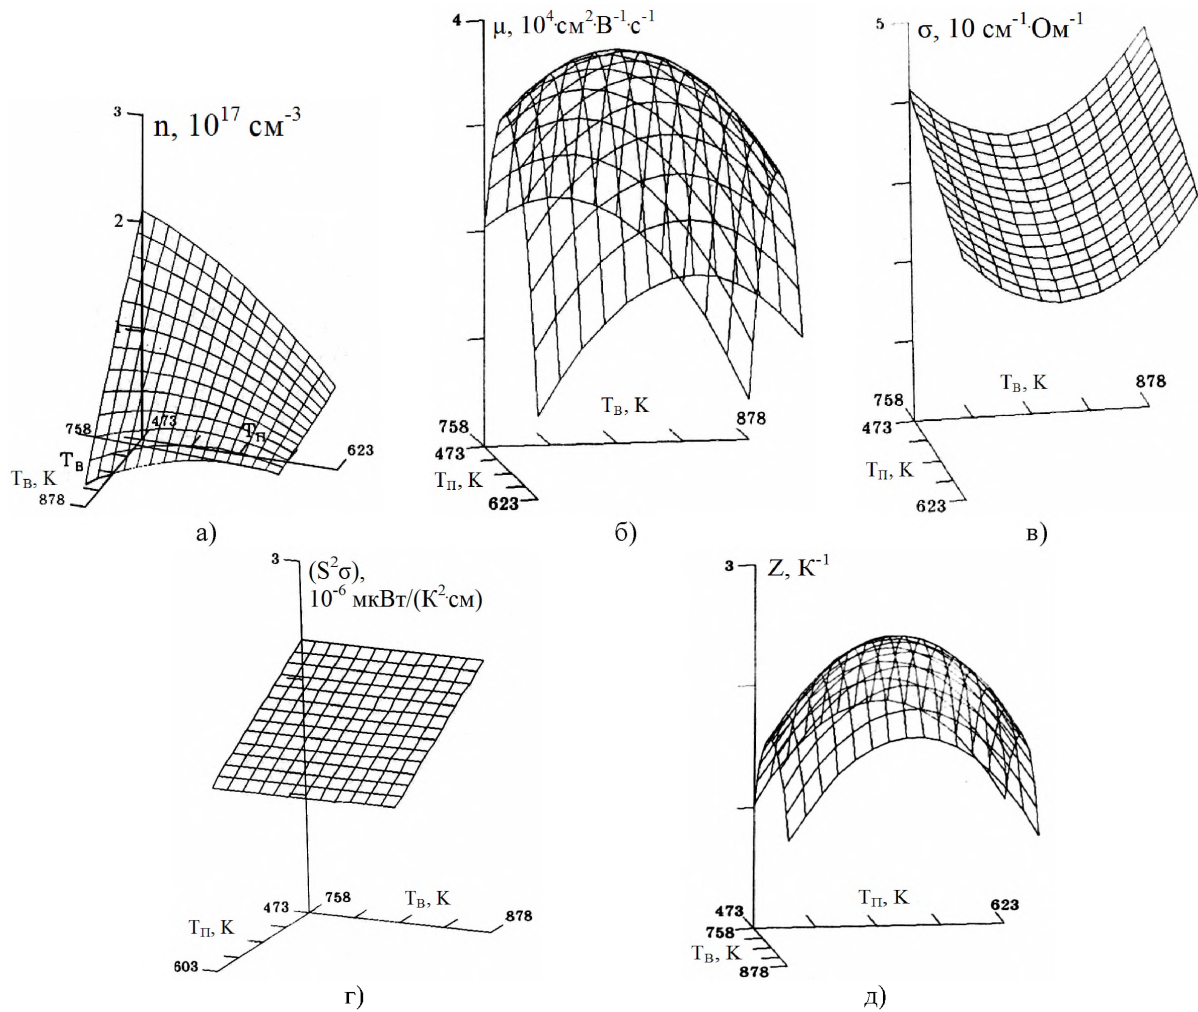 3
n, 10¹⁷ см⁻³
2
1
758
473
Tп
623
Tв
Tв, K
878
а)
4
μ, 10⁴·см²·В⁻¹·с⁻¹
Tв, K
878
758
473
Tп, K
623
б)
5
σ, 10 см⁻¹·Ом⁻¹
Tв, K
878
758
473
Tп, K
623
в)
3
(S²σ),
10⁻⁶ мкВт/(К²·см)
473
758
Tв, K
878
Tп, K
603
г)
3
Z, К⁻¹
Tп, K
623
473
758
Tв, K
878
д)